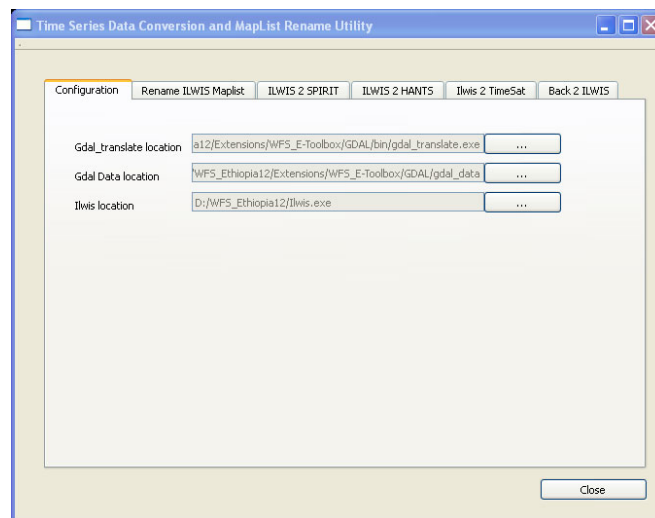 Time Series Data Conversion and MapList Rename Utility
Configuration Rename ILWIS Maplist ILWIS 2 SPIRIT ILWIS 2 HANTS Ilwis 2 TimeSat Back 2 ILWIS
Gdal_translate location a12/Extensions/WFS_E-Toolbox/GDAL/bin/gdal_translate.exe ...
Gdal Data location WFS_Ethiopia12/Extensions/WFS_E-Toolbox/GDAL/gdal_data ...
Ilwis location D:/WFS_Ethiopia12/Ilwis.exe ...
Close